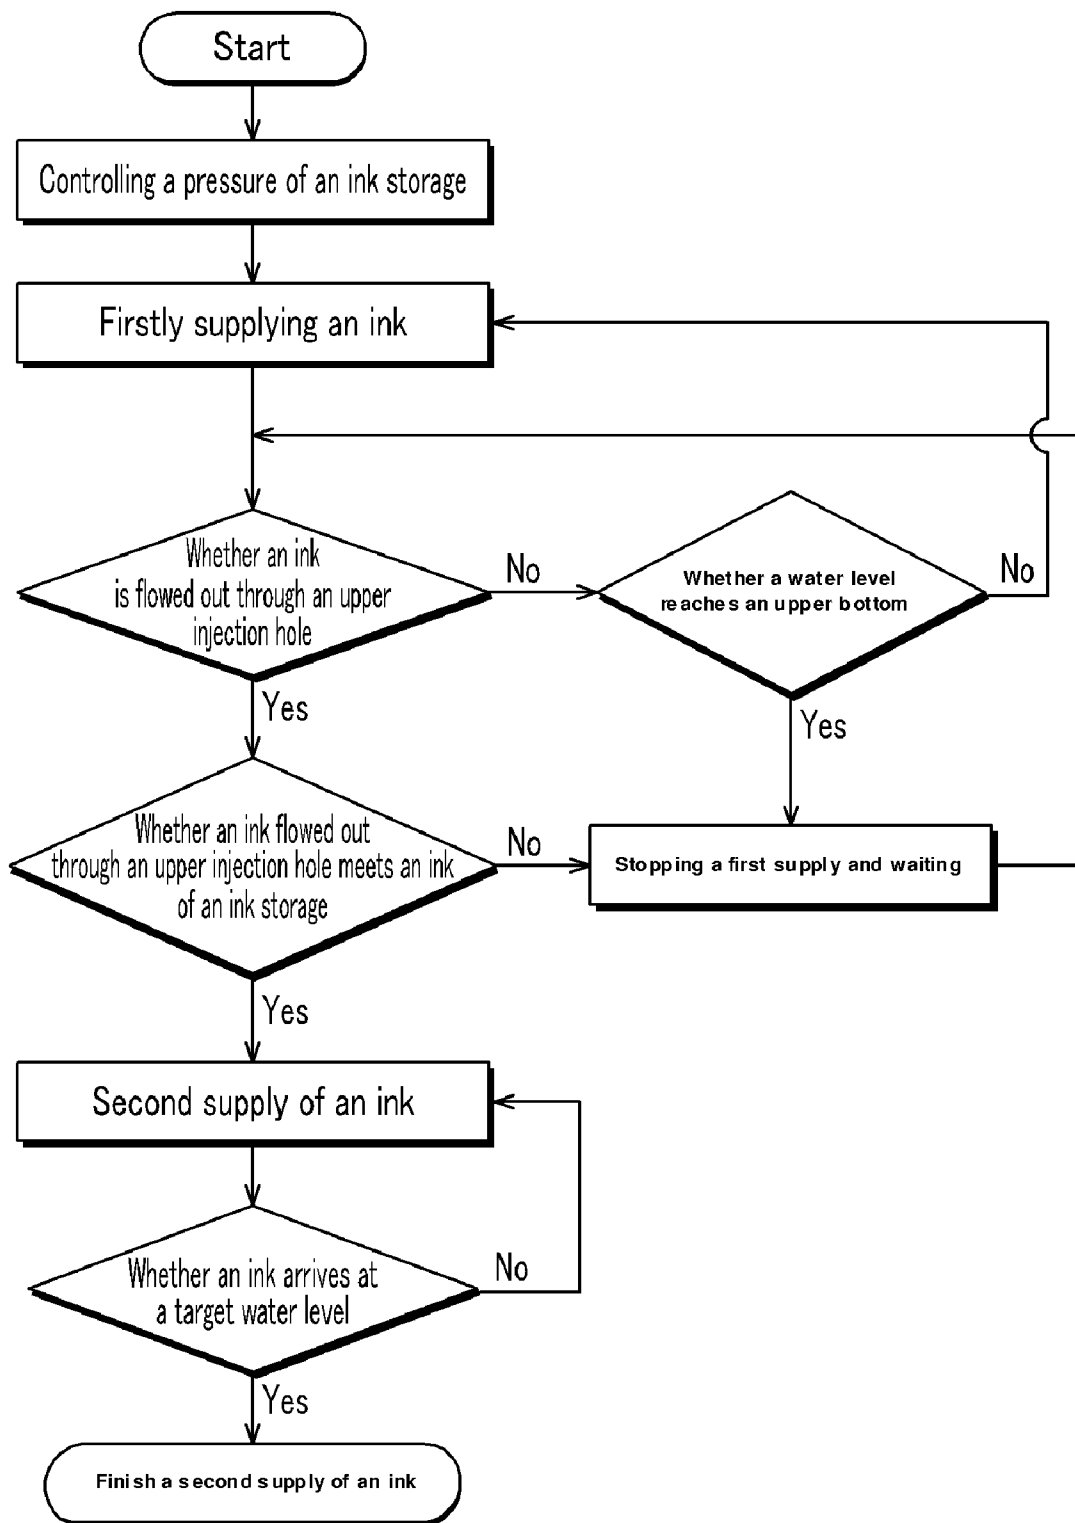 Start
Controlling a pressure of an ink storage
Firstly supplying an ink
Whether an ink
is flowed out through an upper
injection hole
No
Whether a water level
reaches an upper bottom
No
Yes
Yes
Whether an ink flowed out
through an upper injection hole meets an ink
of an ink storage
No
Stopping a first supply and waiting
Yes
Second supply of an ink
Whether an ink arrives at
a target water level
No
Yes
Finish a second supply of an ink